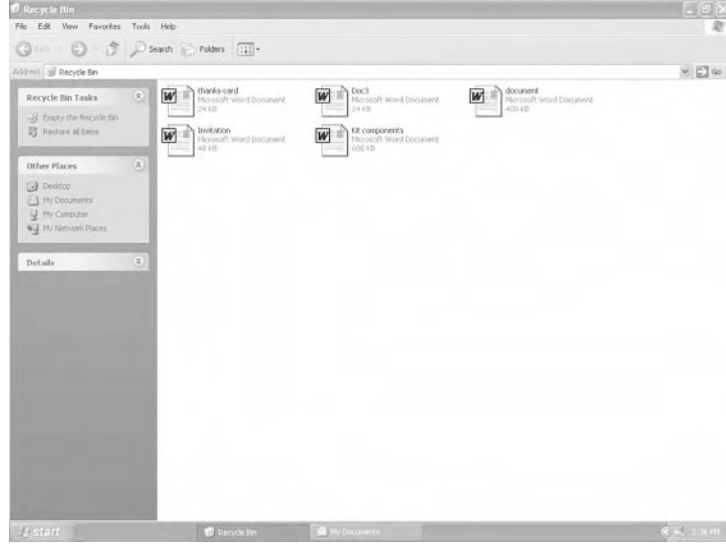 Recycle Bin
File Edit View Favorites Tools Help
Back Search Folders
Address Recycle Bin Go
Recycle Bin Tasks
Empty the Recycle Bin
Restore all items
Other Places
Desktop
My Documents
My Computer
My Network Places
Details
thanks-card
Microsoft Word Document
24 KB
Doc3
Microsoft Word Document
24 KB
document
Microsoft Word Document
400 KB
Invitation
Microsoft Word Document
48 KB
Kit components
Microsoft Word Document
608 KB
start Recycle Bin My Documents